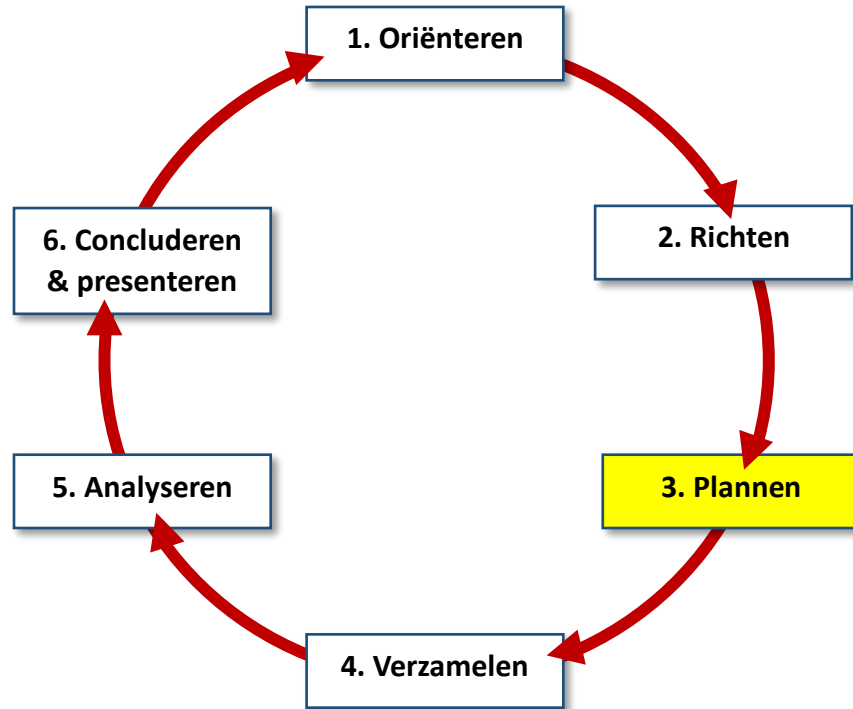 1. Oriënteren
2. Richten
3. Plannen
4. Verzamelen
5. Analyseren
6. Concluderen
& presenteren